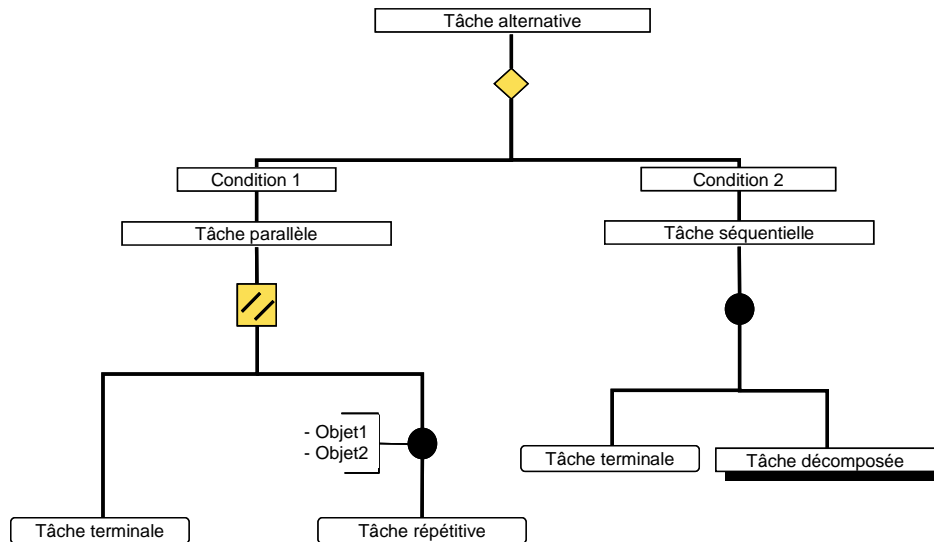 Tâche alternative
Condition 1
Condition 2
Tâche parallèle
Tâche séquentielle
- Objet1
- Objet2
Tâche terminale
Tâche décomposée
Tâche terminale
Tâche répétitive